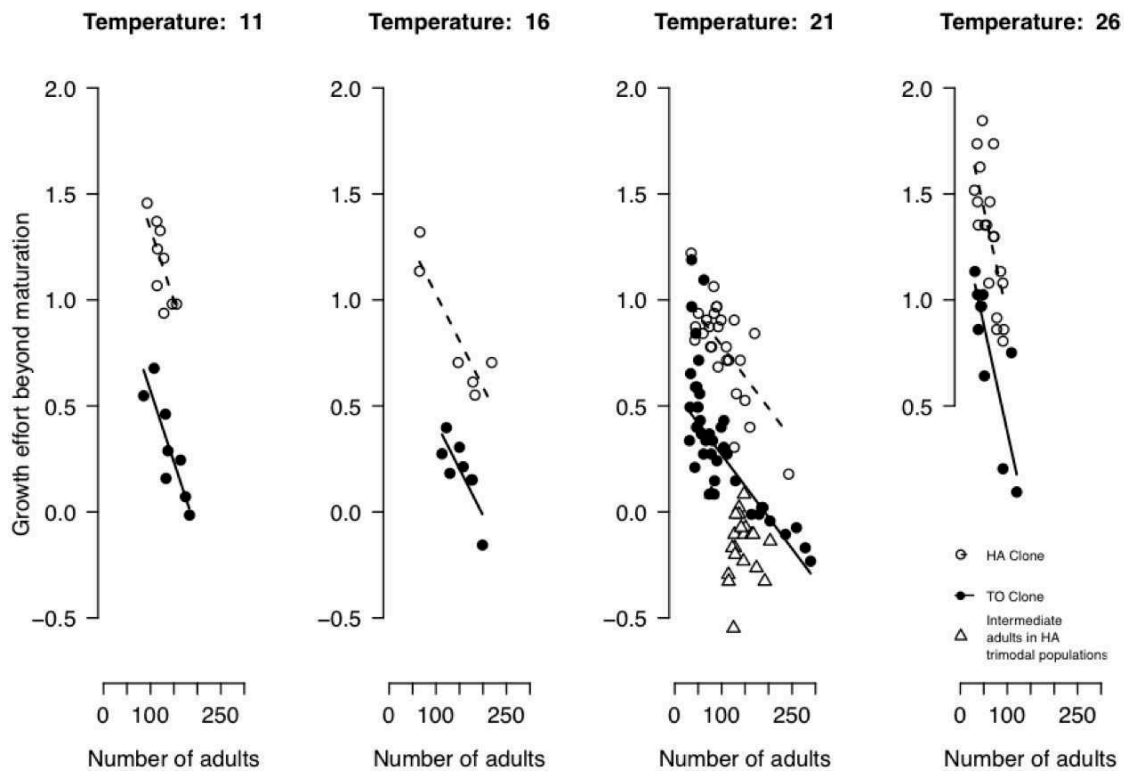 Temperature: 11
Temperature: 16
Temperature: 21
Temperature: 26
Growth effort beyond maturation
2.0
1.5
1.0
0.5
0.0
−0.5
2.0
1.5
1.0
0.5
0.0
−0.5
2.0
1.5
1.0
0.5
0.0
−0.5
2.0
1.5
1.0
0.5
HA Clone
TO Clone
Intermediate
adults in HA
trimodal populations
0 100 250
0 100 250
0 100 250
0 100 250
Number of adults
Number of adults
Number of adults
Number of adults